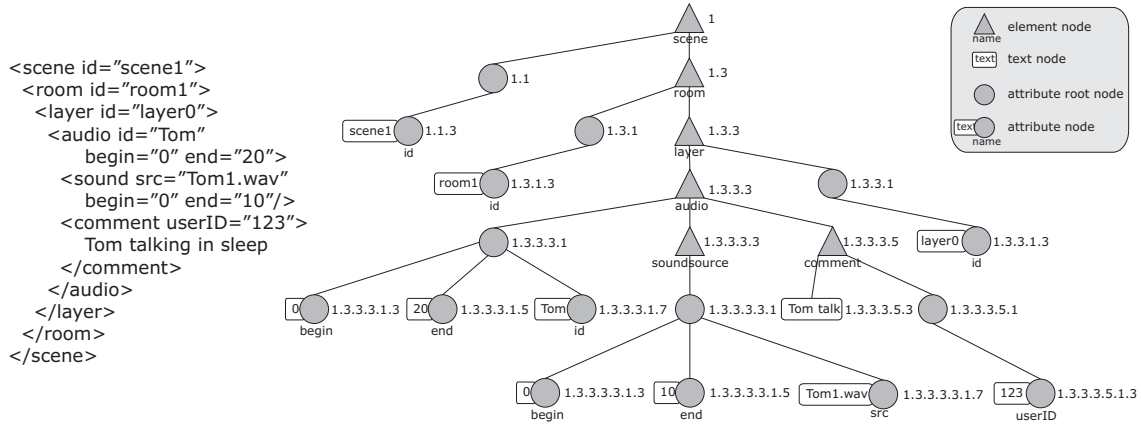 <scene id=”scene1”>
<room id=”room1”>
<layer id=”layer0”>
<audio id=”Tom”
begin=”0” end=”20”>
<sound src=”Tom1.wav”
begin=”0” end=”10”/>
<comment userID=”123”>
Tom talking in sleep
</comment>
</audio>
</layer>
</room>
</scene>
1
scene
1.1
1.3
room
scene1 1.1.3
id
1.3.1
1.3.3
layer
room1 1.3.1.3
id
1.3.3.3
audio
1.3.3.1
1.3.3.3.1
1.3.3.3.3
soundsource
1.3.3.3.5
comment
layer0 1.3.3.1.3
id
0 1.3.3.3.1.3
begin
20 1.3.3.3.1.5
end
Tom 1.3.3.3.1.7
id
1.3.3.3.3.1
Tom talk 1.3.3.3.5.3
1.3.3.3.5.1
0 1.3.3.3.3.1.3
begin
10 1.3.3.3.3.1.5
end
Tom1.wav 1.3.3.3.3.1.7
src
123 1.3.3.3.5.1.3
userID
name
element node
text
text node
attribute root node
text
attribute node
name